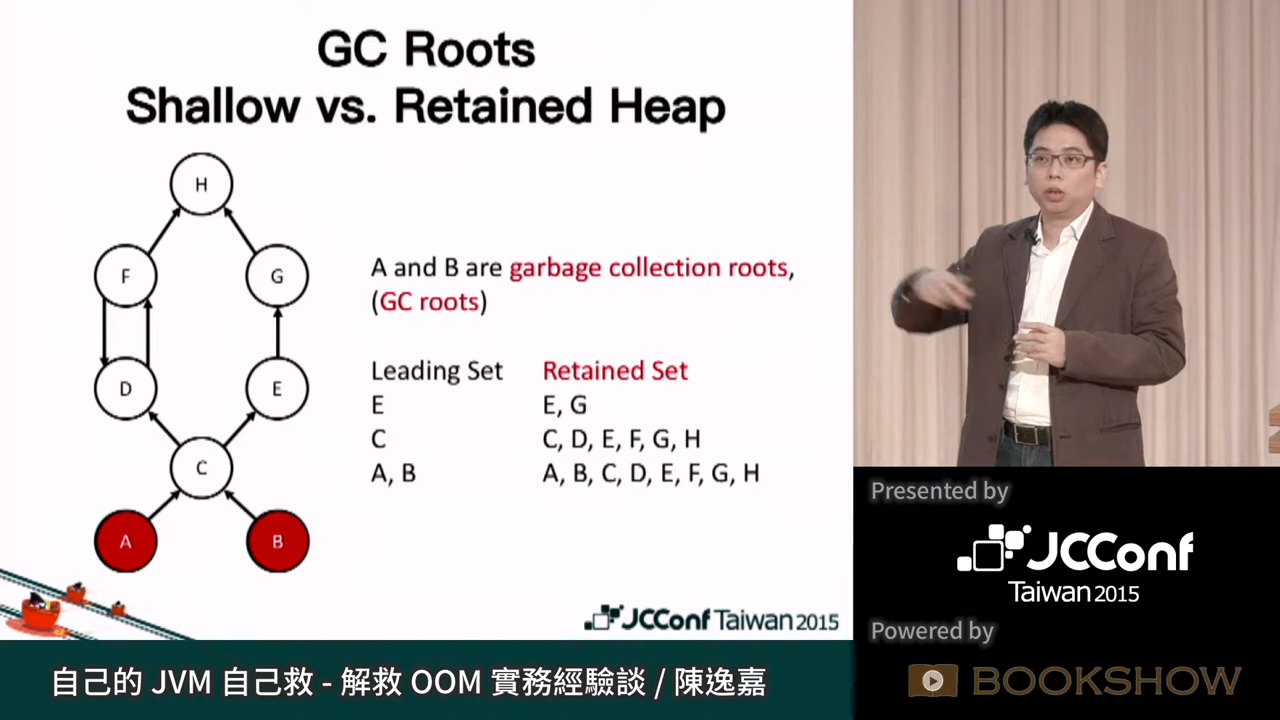 GC Roots
Shallow vs. Retained Heap
H
F
G
D
E
C
A
B
A and B are garbage collection roots,
(GC roots)
Leading Set Retained Set
E E, G
C C, D, E, F, G, H
A, B A, B, C, D, E, F, G, H
JCConf Taiwan 2015
Presented by
JCConf
Taiwan 2015
Powered by
BOOKSHOW
自己的 JVM 自己救 - 解救 OOM 實務經驗談 / 陳逸嘉